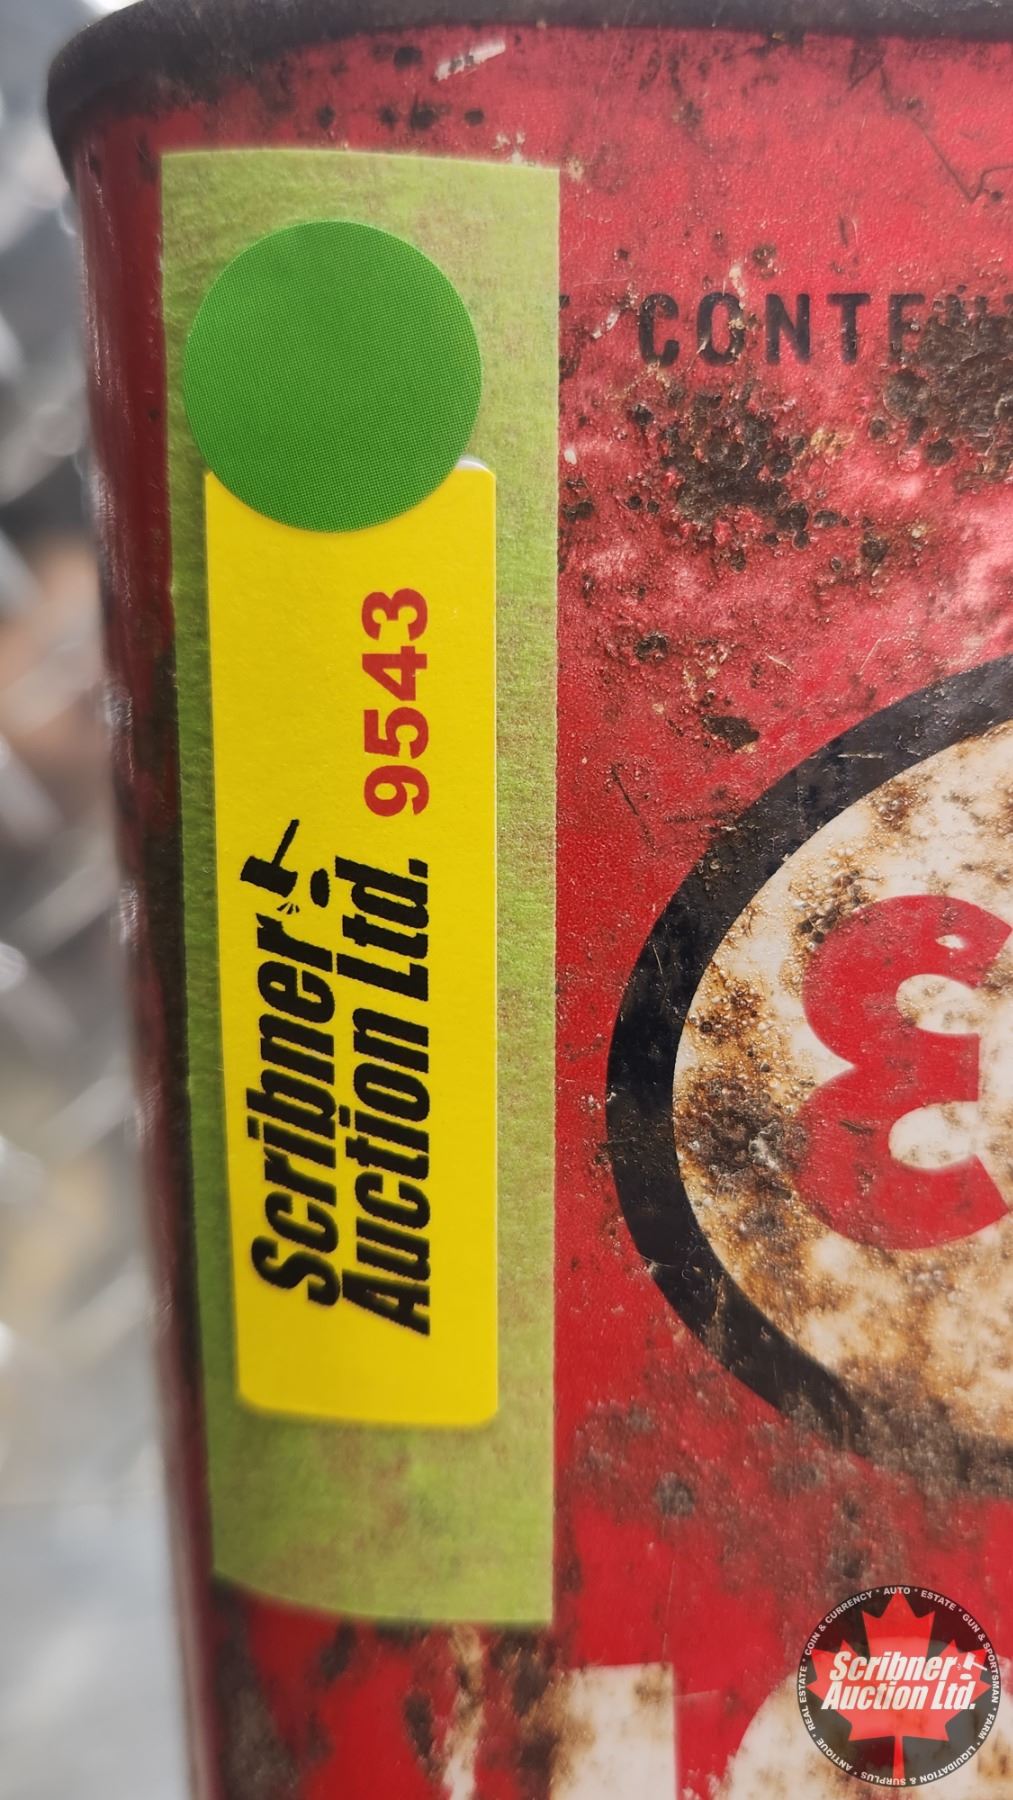 CONTENT
Scribner
Auction Ltd. 9543
COIN & CURRENCY * AUTO * ESTATE * GUN & SPORTSMAN * FARM * LIQUIDATION & SURPLUS * ANTIQUE * REAL ESTATE *
Scribner
Auction Ltd.